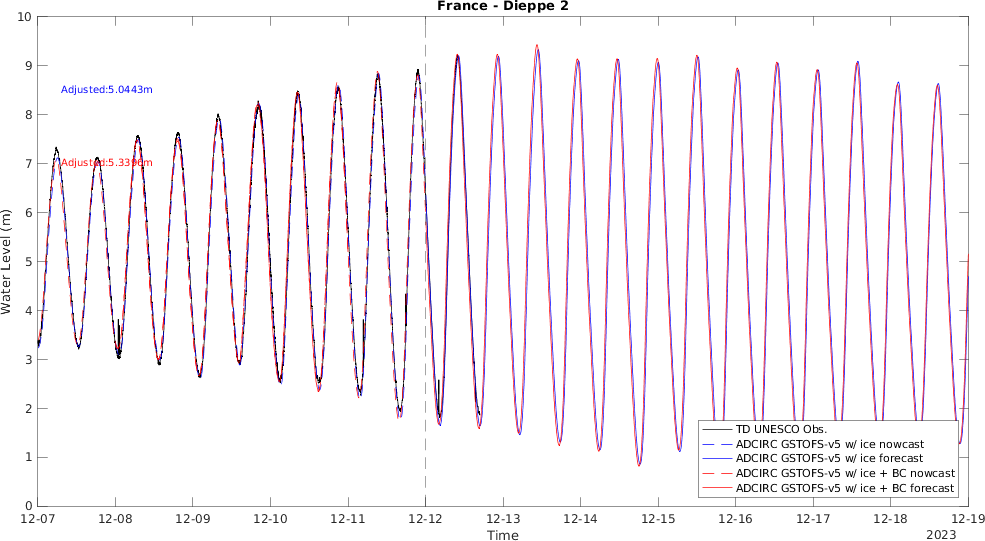 France - Dieppe 2
10
9
8
7
6
5
4
3
2
1
0
Water Level (m)
Adjusted:5.0443m
Adjusted:5.3396m
TD UNESCO Obs.
ADCIRC GSTOFS-v5 w/ ice nowcast
ADCIRC GSTOFS-v5 w/ ice forecast
ADCIRC GSTOFS-v5 w/ ice + BC nowcast
ADCIRC GSTOFS-v5 w/ ice + BC forecast
12-07 12-08 12-09 12-10 12-11 12-12 12-13 12-14 12-15 12-16 12-17 12-18 12-19
Time
2023